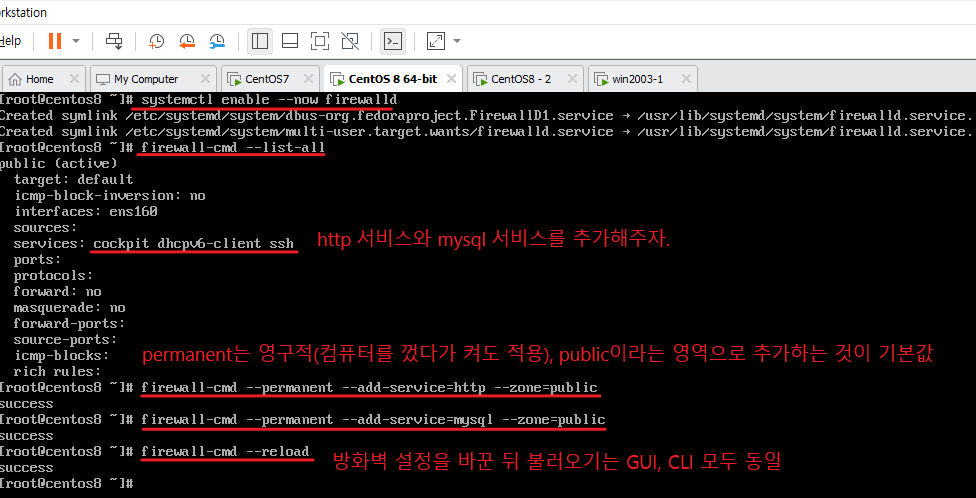 rkstation
Help
Home
My Computer
CentOS7
CentOS 8 64-bit
CentOS8 - 2
win2003-1
[root@centos8 ~]# systemctl enable --now firewalld
Created symlink /etc/systemd/system/dbus-org.fedoraproject.FirewallD1.service → /usr/lib/systemd/system/firewalld.service.
Created symlink /etc/systemd/system/multi-user.target.wants/firewalld.service → /usr/lib/systemd/system/firewalld.service.
[root@centos8 ~]# firewall-cmd --list-all
public (active)
target: default
icmp-block-inversion: no
interfaces: ens160
sources:
services: cockpit dhcpv6-client ssh
http 서비스와 mysql 서비스를 추가해주자.
ports:
protocols:
forward: no
masquerade: no
forward-ports:
source-ports:
icmp-blocks:
permanent는 영구적(컴퓨터를 껐다가 켜도 적용), public이라는 영역으로 추가하는 것이 기본값
rich rules:
[root@centos8 ~]# firewall-cmd --permanent --add-service=http --zone=public
success
[root@centos8 ~]# firewall-cmd --permanent --add-service=mysql --zone=public
success
[root@centos8 ~]# firewall-cmd --reload
방화벽 설정을 바꾼 뒤 불러오기는 GUI, CLI 모두 동일
success
[root@centos8 ~]#